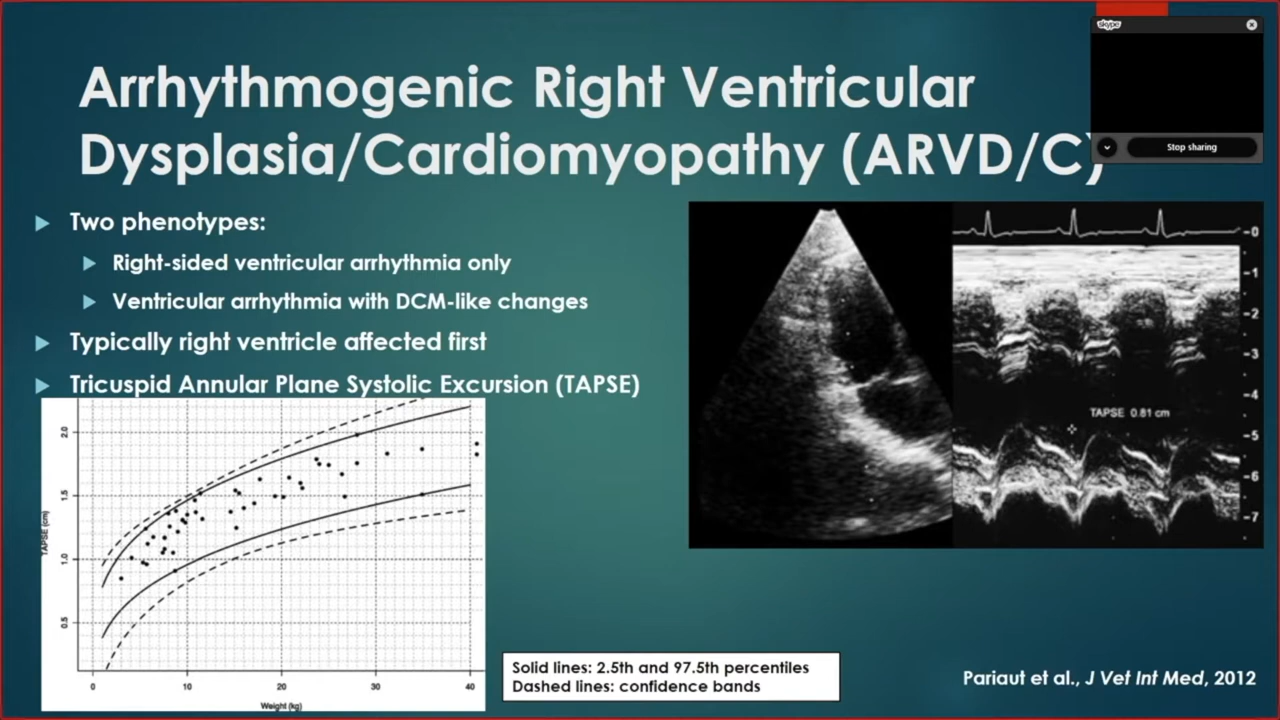 skype
Stop sharing
Arrhythmogenic Right Ventricular
Dysplasia/Cardiomyopathy (ARVD/C)
Two phenotypes:
Right-sided ventricular arrhythmia only
Ventricular arrhythmia with DCM-like changes
Typically right ventricle affected first
Tricuspid Annular Plane Systolic Excursion (TAPSE)
2.0
1.5
1.0
0.5
TAPSE (cm)
0 10 20 30 40
Weight (kg)
-0
-1
-2
-3
-4
TAPSE 0.81 cm
-5
-6
-7
Solid lines: 2.5th and 97.5th percentiles
Dashed lines: confidence bands
Pariaut et al., J Vet Int Med, 2012